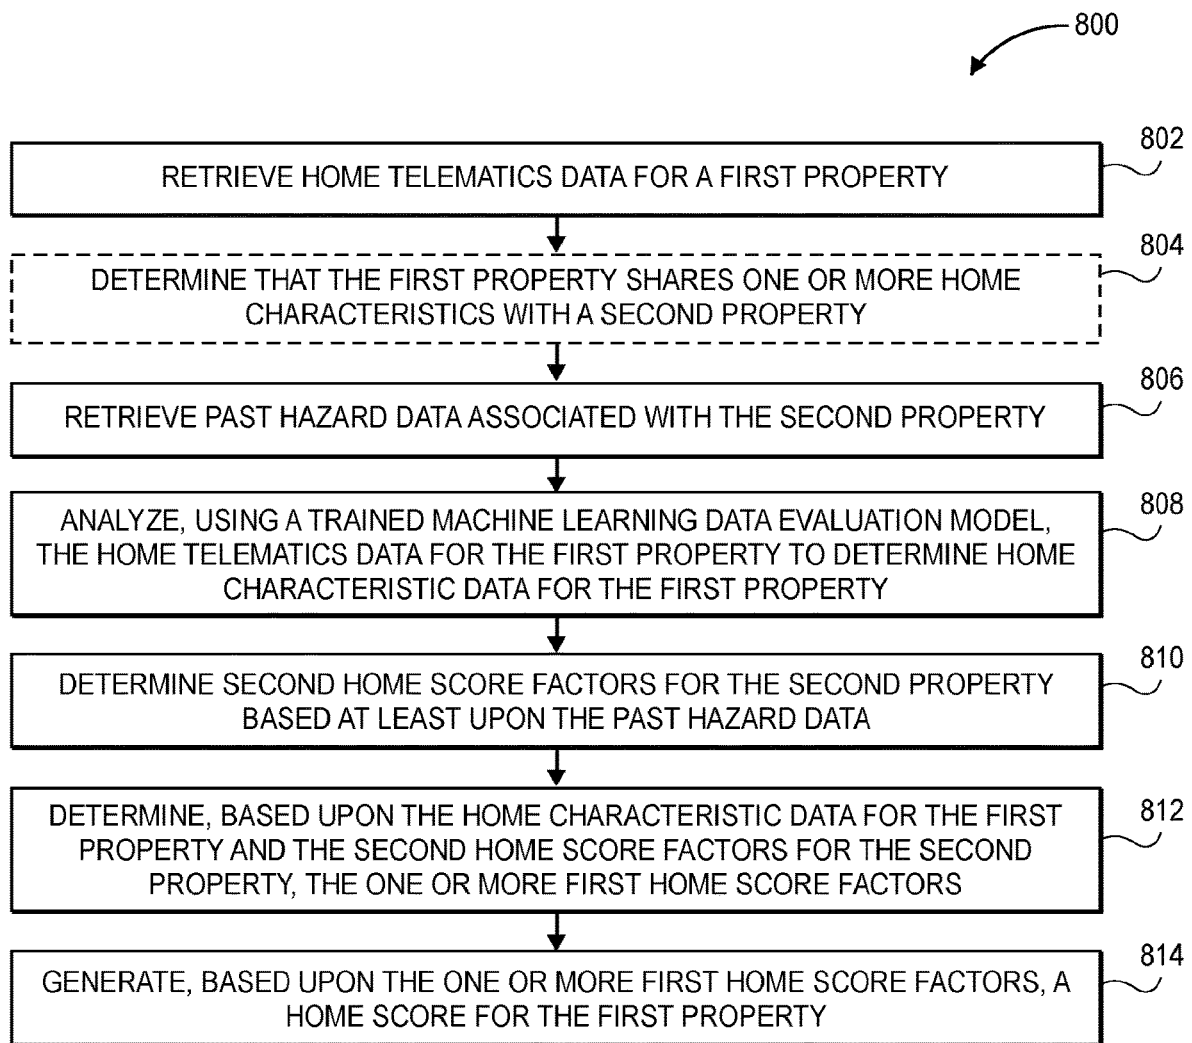 800
802
RETRIEVE HOME TELEMATICS DATA FOR A FIRST PROPERTY
804
DETERMINE THAT THE FIRST PROPERTY SHARES ONE OR MORE HOME
CHARACTERISTICS WITH A SECOND PROPERTY
806
RETRIEVE PAST HAZARD DATA ASSOCIATED WITH THE SECOND PROPERTY
808
ANALYZE, USING A TRAINED MACHINE LEARNING DATA EVALUATION MODEL,
THE HOME TELEMATICS DATA FOR THE FIRST PROPERTY TO DETERMINE HOME
CHARACTERISTIC DATA FOR THE FIRST PROPERTY
810
DETERMINE SECOND HOME SCORE FACTORS FOR THE SECOND PROPERTY
BASED AT LEAST UPON THE PAST HAZARD DATA
812
DETERMINE, BASED UPON THE HOME CHARACTERISTIC DATA FOR THE FIRST
PROPERTY AND THE SECOND HOME SCORE FACTORS FOR THE SECOND
PROPERTY, THE ONE OR MORE FIRST HOME SCORE FACTORS
814
GENERATE, BASED UPON THE ONE OR MORE FIRST HOME SCORE FACTORS, A
HOME SCORE FOR THE FIRST PROPERTY